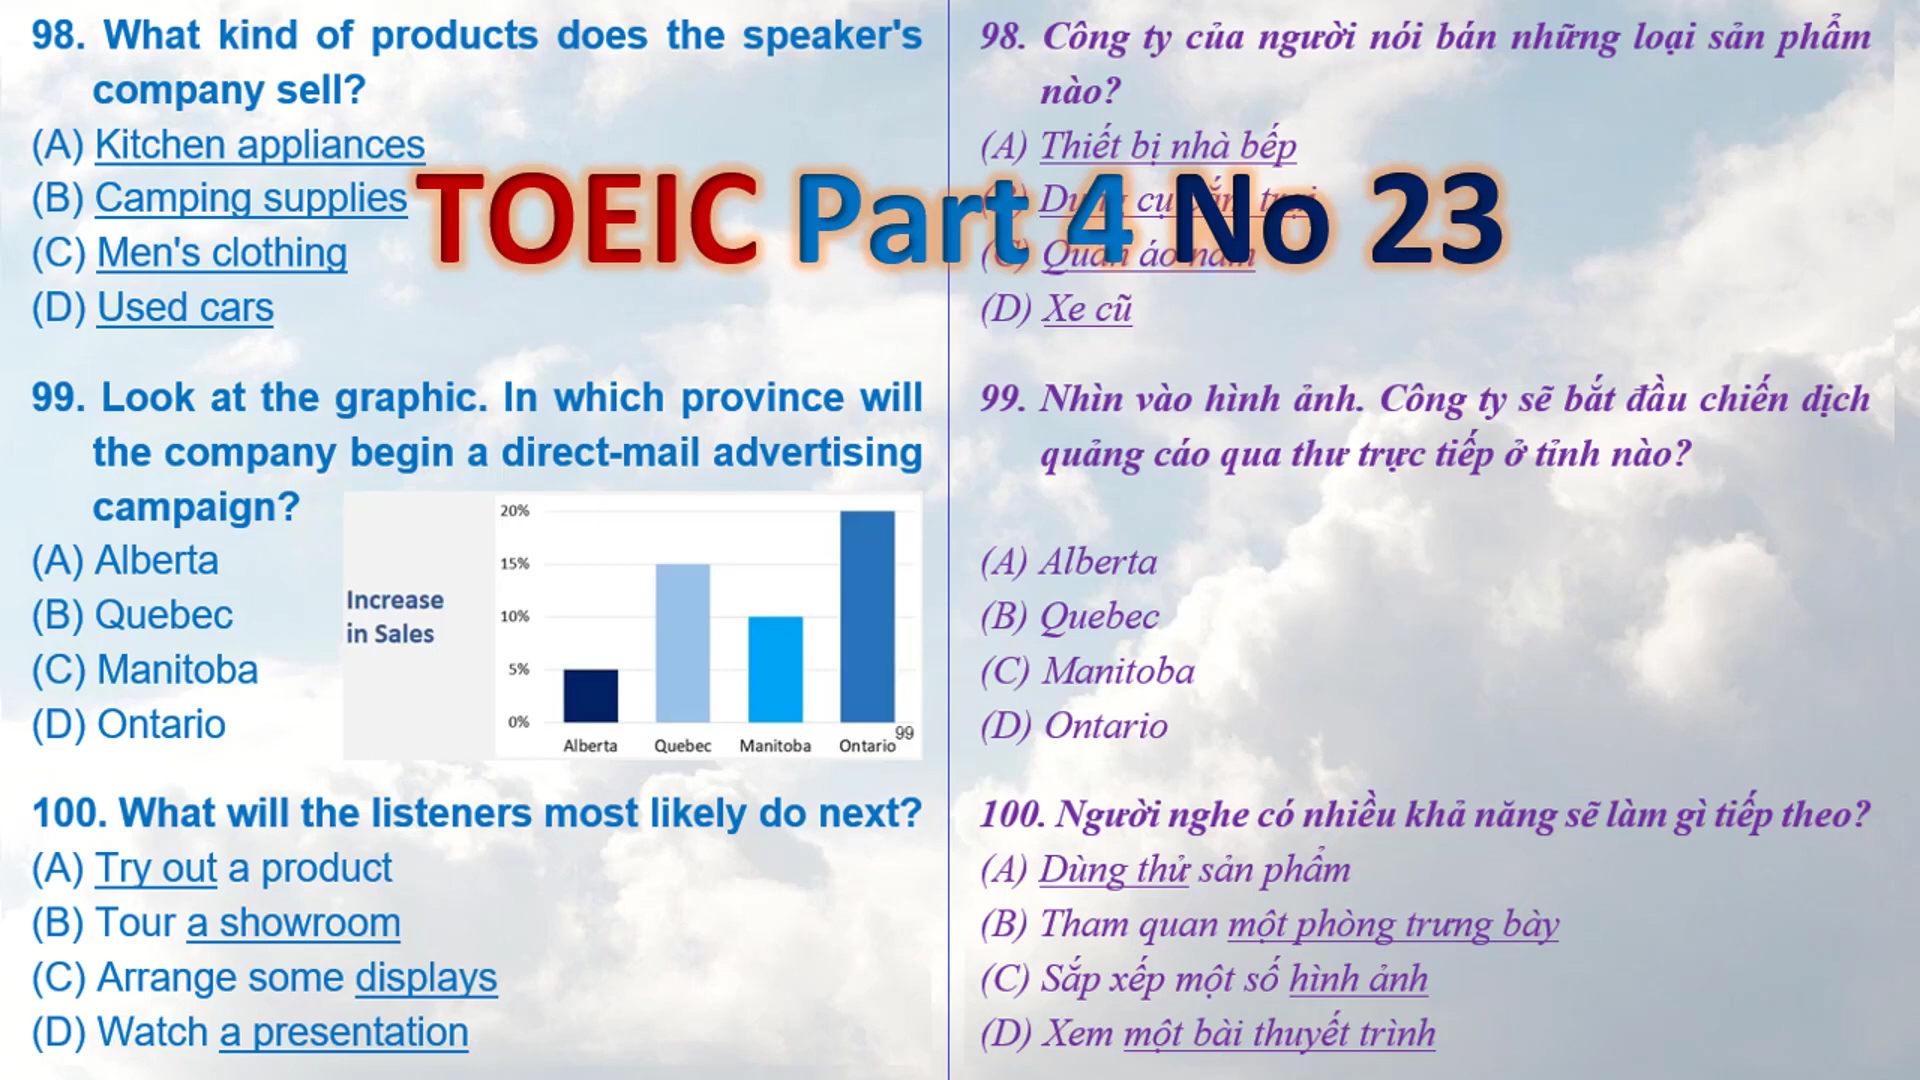 98. What kind of products does the speaker's
company sell?
(A) Kitchen appliances
(B) Camping supplies
(C) Men's clothing
(D) Used cars
99. Look at the graphic. In which province will
the company begin a direct-mail advertising
campaign?
(A) Alberta
(B) Quebec
(C) Manitoba
(D) Ontario
Increase
in Sales
20%
15%
10%
5%
0%
Alberta Quebec Manitoba Ontario
99
100. What will the listeners most likely do next?
(A) Try out a product
(B) Tour a showroom
(C) Arrange some displays
(D) Watch a presentation
TOEIC Part 4 No 23
98. Công ty của người nói bán những loại sản phẩm
nào?
(A) Thiết bị nhà bếp
(B) Dụng cụ cắm trại
(C) Quần áo nam
(D) Xe cũ
99. Nhìn vào hình ảnh. Công ty sẽ bắt đầu chiến dịch
quảng cáo qua thư trực tiếp ở tỉnh nào?
(A) Alberta
(B) Quebec
(C) Manitoba
(D) Ontario
100. Người nghe có nhiều khả năng sẽ làm gì tiếp theo?
(A) Dùng thử sản phẩm
(B) Tham quan một phòng trưng bày
(C) Sắp xếp một số hình ảnh
(D) Xem một bài thuyết trình